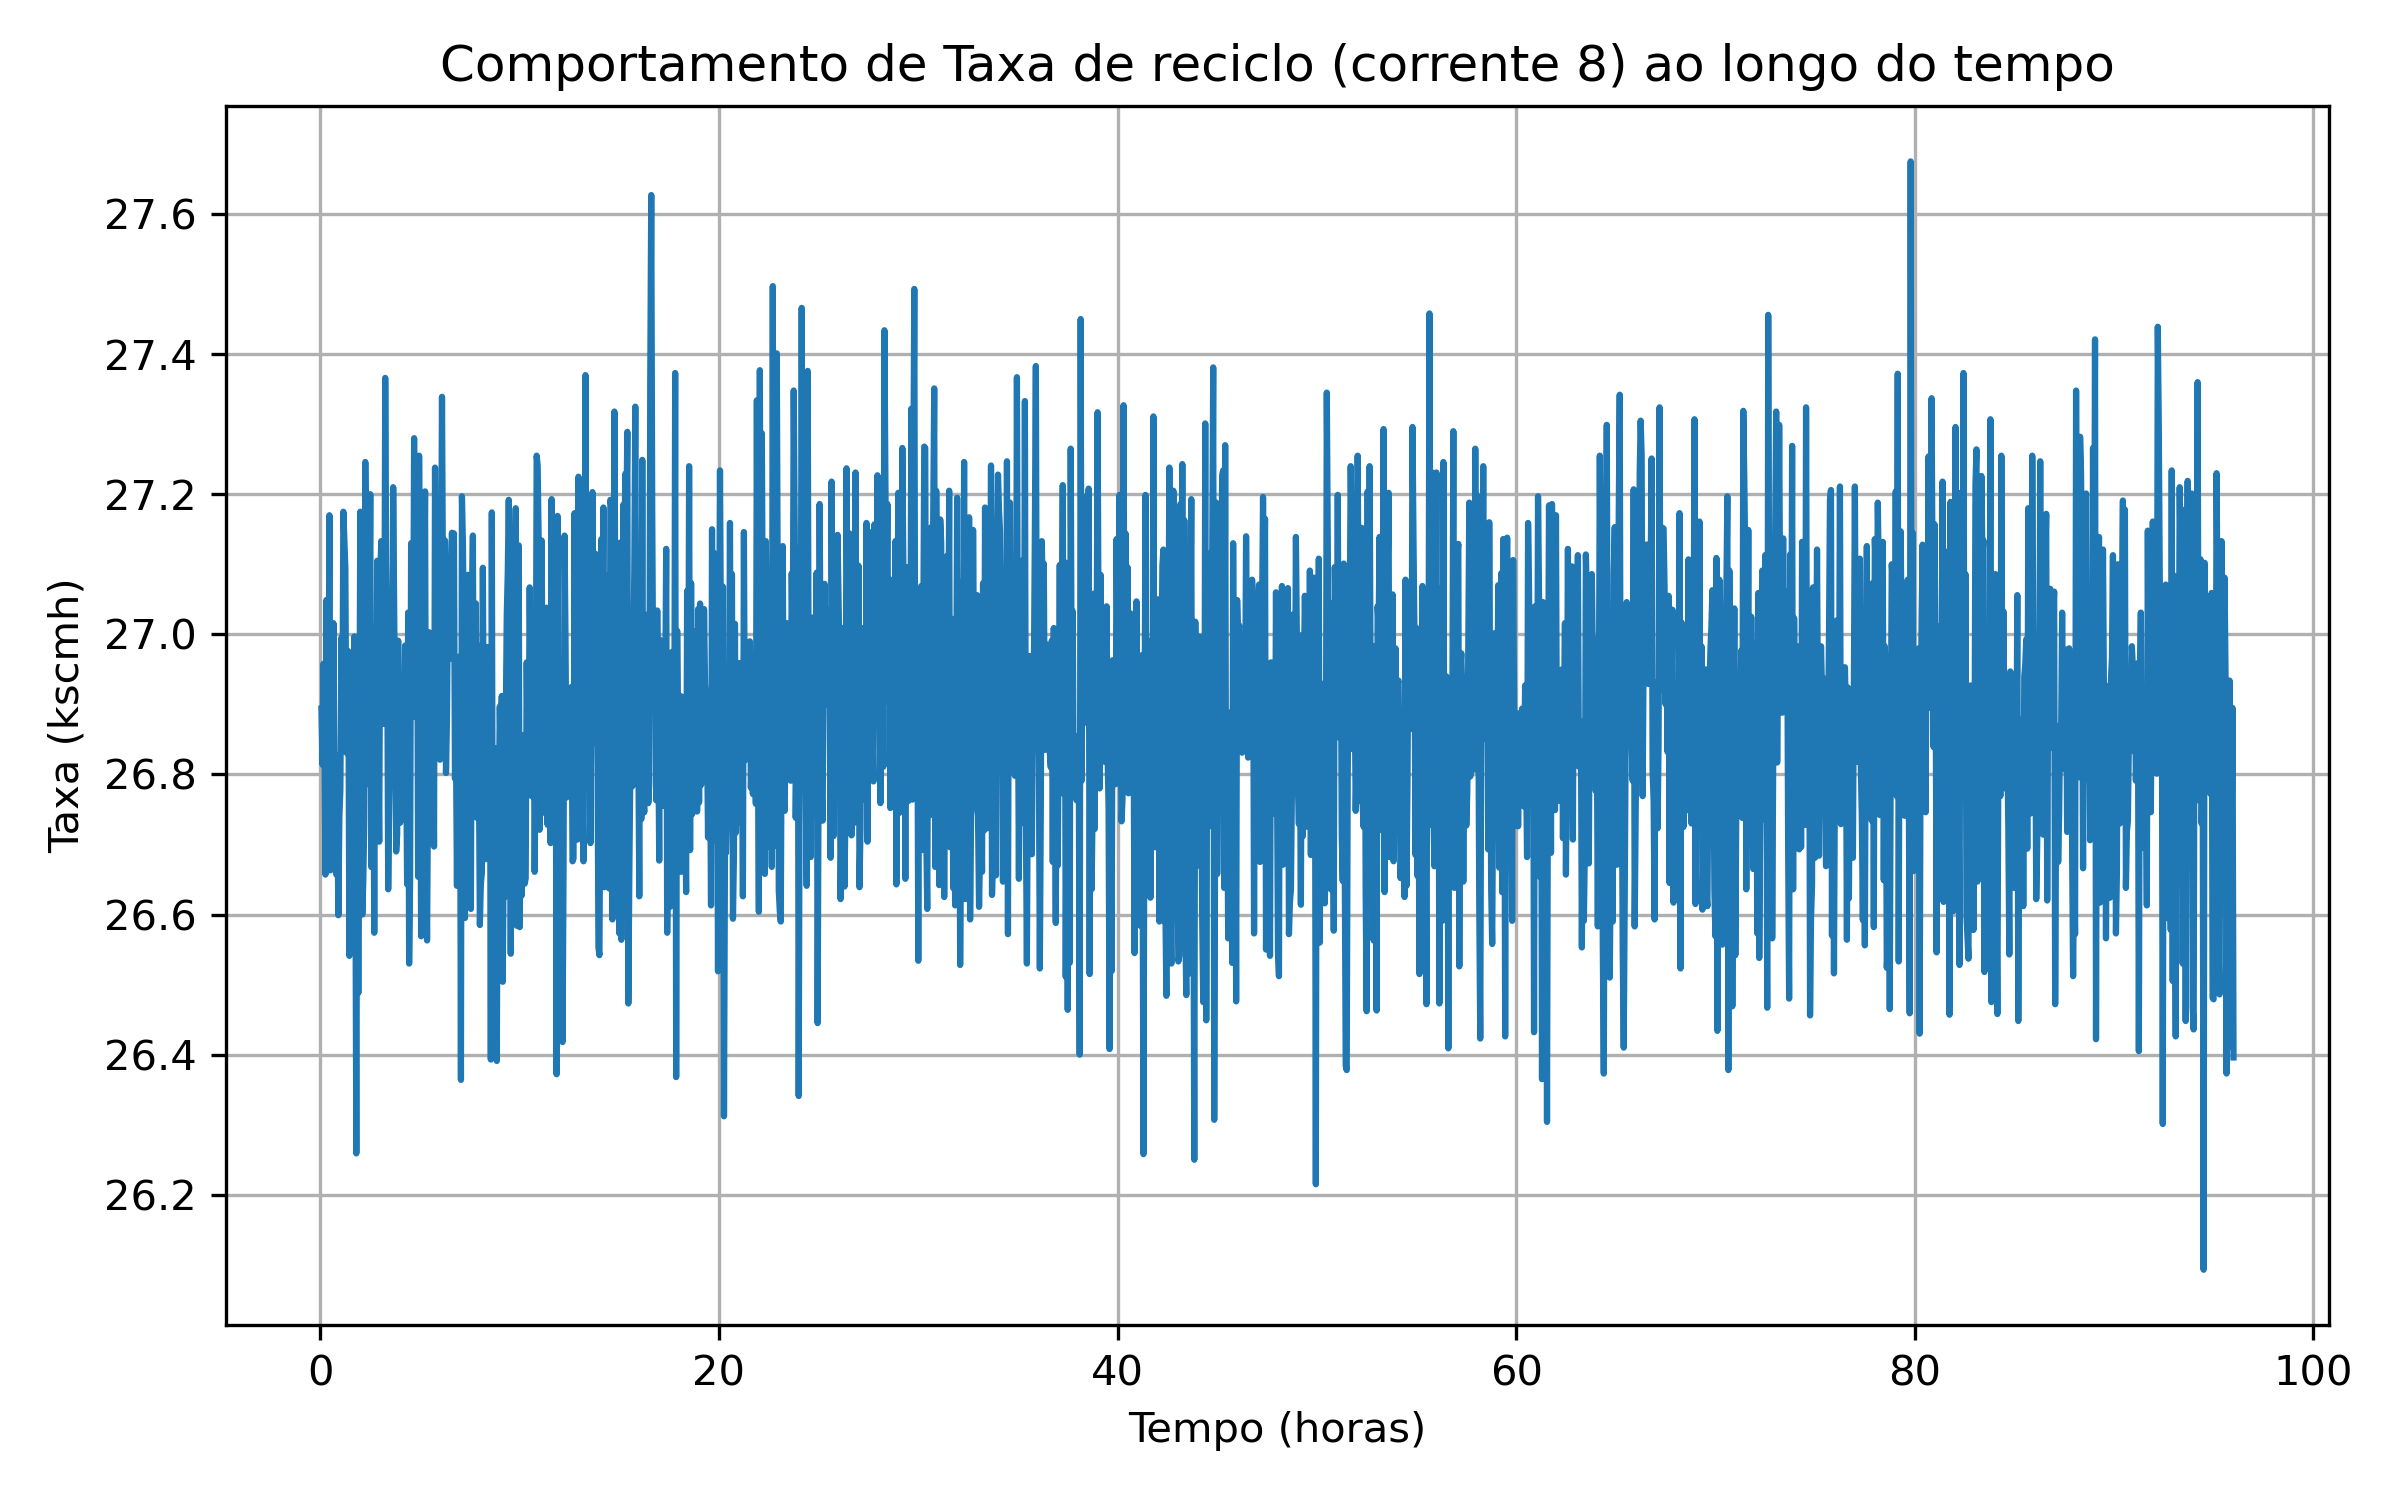 Comportamento de Taxa de reciclo (corrente 8) ao longo do tempo
Taxa (kscmh)
27.6
27.4
27.2
27.0
26.8
26.6
26.4
26.2
0 20 40 60 80 100
Tempo (horas)